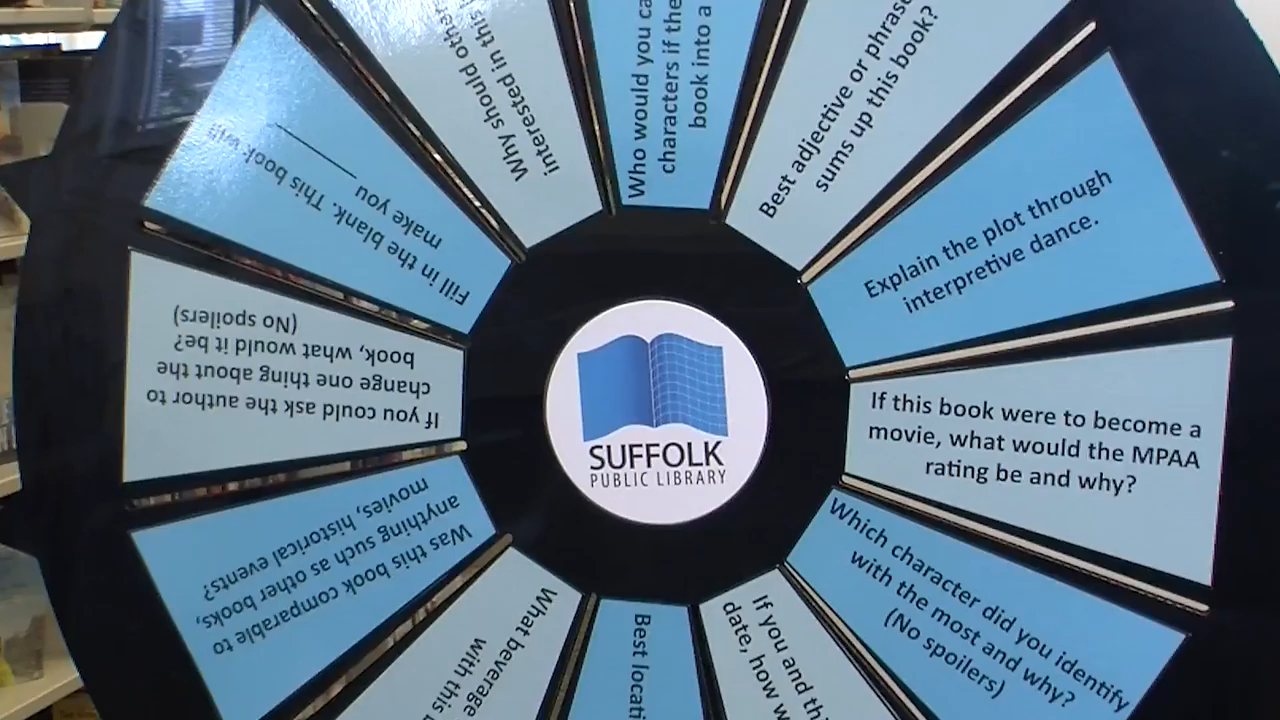 SUFFOLK
PUBLIC LIBRARY
Who would you
characters if the
book into a
Best adjective or phrase
sums up this book?
Explain the plot through
interpretive dance.
If this book were to become a
movie, what would the MPAA
rating be and why?
Which character did you identify
with the most and why?
(No spoilers)
If you and
date, how
Best
What beverage
with this
Was this book comparable to
anything such as other books,
movies, historical events?
If you could ask the author to
change one thing about the
book, what would it be?
(No spoilers)
Fill in the blank. This book will
make you
Why should other
interested in this